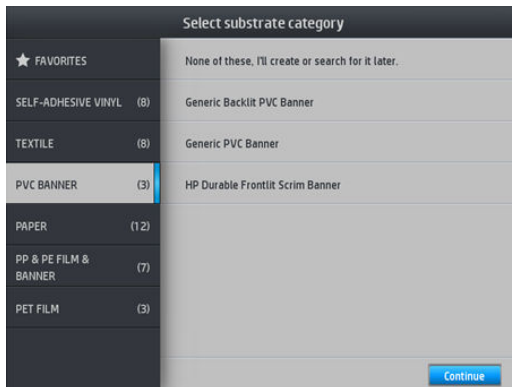 Select substrate category
FAVORITES
None of these, I'll create or search for it later.
SELF-ADHESIVE VINYL (8)
Generic Backlit PVC Banner
TEXTILE (8)
Generic PVC Banner
PVC BANNER (3)
HP Durable Frontlit Scrim Banner
PAPER (12)
PP & PE FILM &
BANNER (7)
PET FILM (3)
Continue